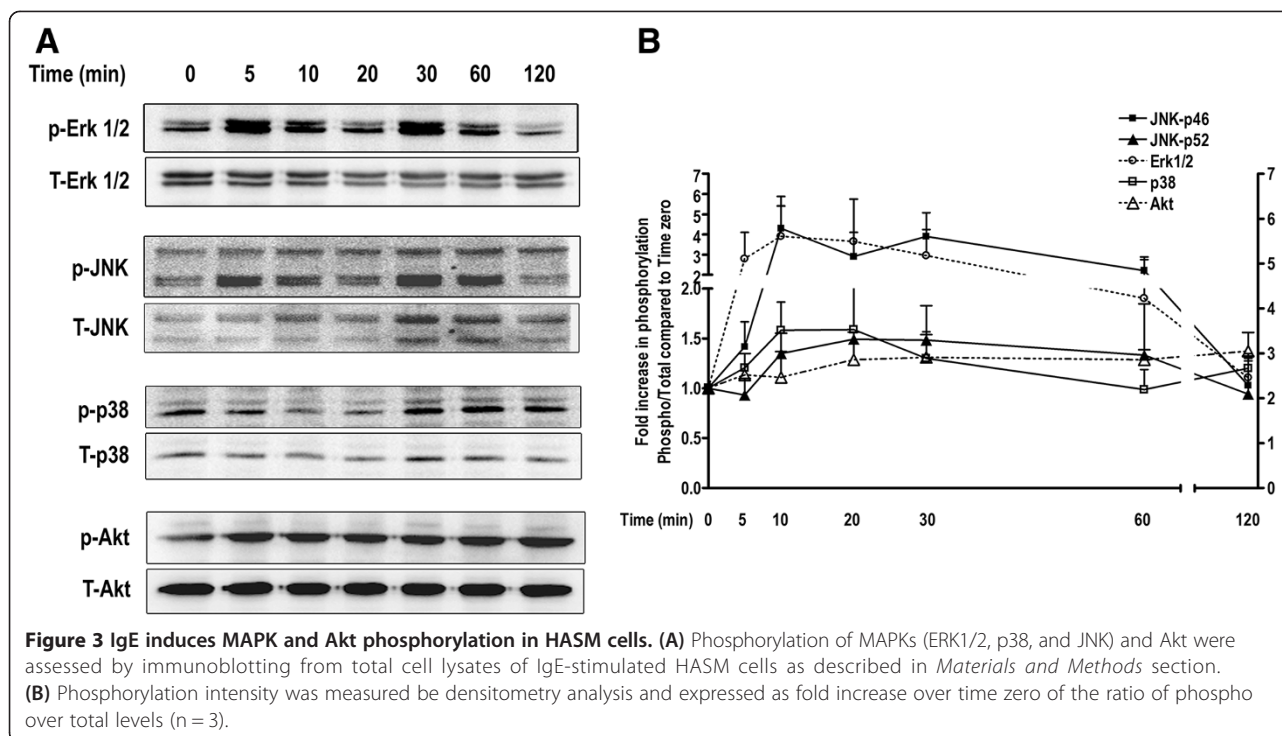 A
Time (min) 0 5 10 20 30 60 120
p-Erk 1/2
T-Erk 1/2
p-JNK
T-JNK
p-p38
T-p38
p-Akt
T-Akt
B
JNK-p46
JNK-p52
Erk1/2
p38
Akt
Fold increase in phosphorylation
Phospho/Total compared to Time zero
7
6
5
4
3
2
2.0
1.5
1.0
0.5
0.0
7
6
5
4
3
2
1
0
Time (min) 0 5 10 20 30 60 120
Figure 3 IgE induces MAPK and Akt phosphorylation in HASM cells. (A) Phosphorylation of MAPKs (ERK1/2, p38, and JNK) and Akt were
assessed by immunoblotting from total cell lysates of IgE-stimulated HASM cells as described in Materials and Methods section.
(B) Phosphorylation intensity was measured be densitometry analysis and expressed as fold increase over time zero of the ratio of phospho
over total levels (n = 3).